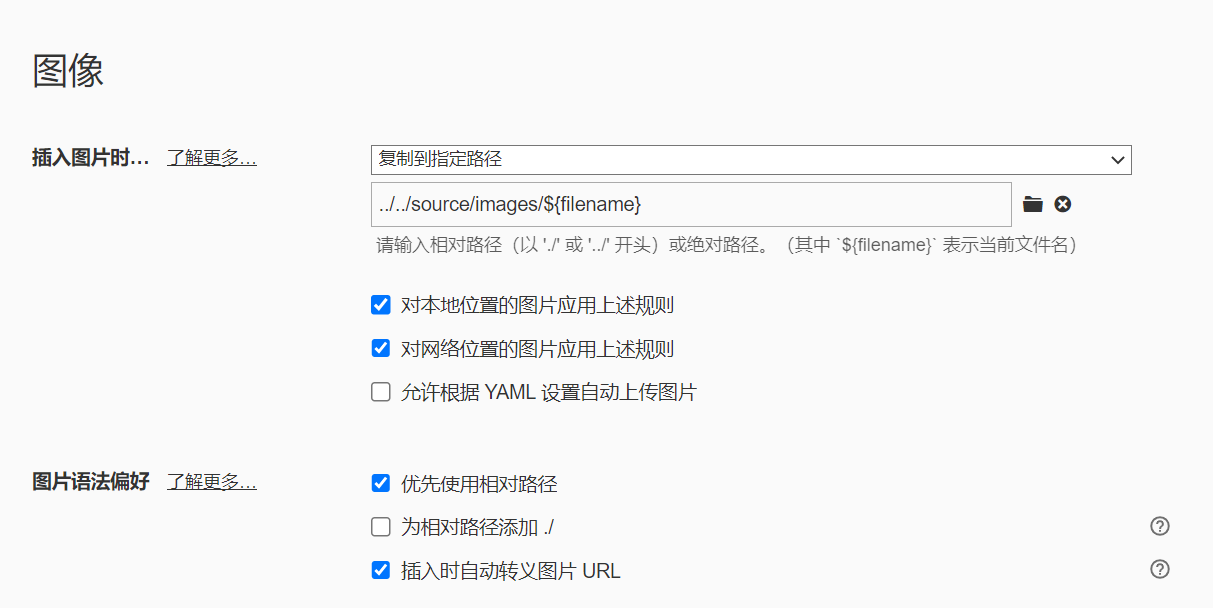 图像
插入图片时... 了解更多... 复制到指定路径
../../source/images/${filename}
请输入相对路径（以 './' 或 '../' 开头）或绝对路径。（其中 `${filename}` 表示当前文件名）
对本地位置的图片应用上述规则
对网络位置的图片应用上述规则
允许根据 YAML 设置自动上传图片
图片语法偏好 了解更多... 优先使用相对路径
为相对路径添加 ./
插入时自动转义图片 URL